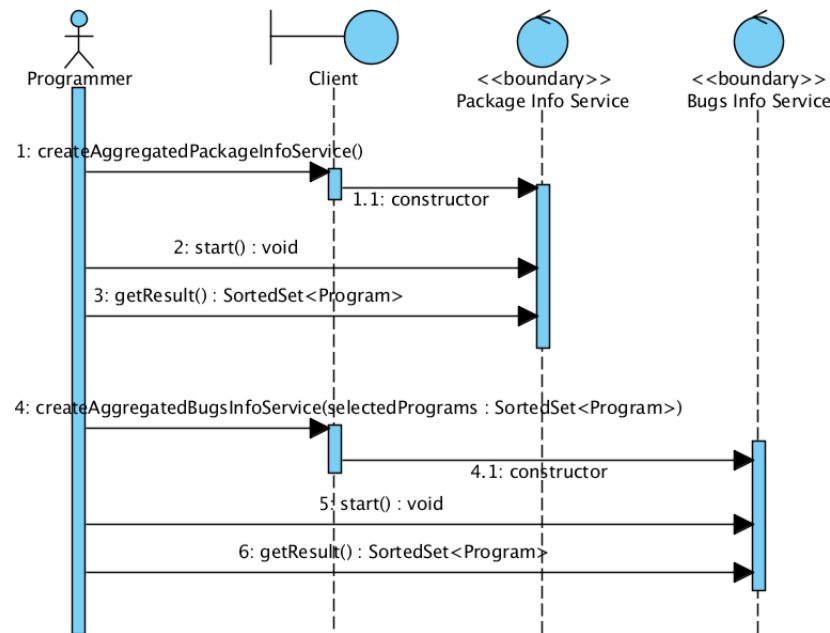 Programmer
Client
<<boundary>>
Package Info Service
<<boundary>>
Bugs Info Service
1: createAggregatedPackageInfoService()
1.1: constructor
2: start() : void
3: getResult() : SortedSet<Program>
4: createAggregatedBugsInfoService(selectedPrograms : SortedSet<Program>)
4.1: constructor
5: start() : void
6: getResult() : SortedSet<Program>